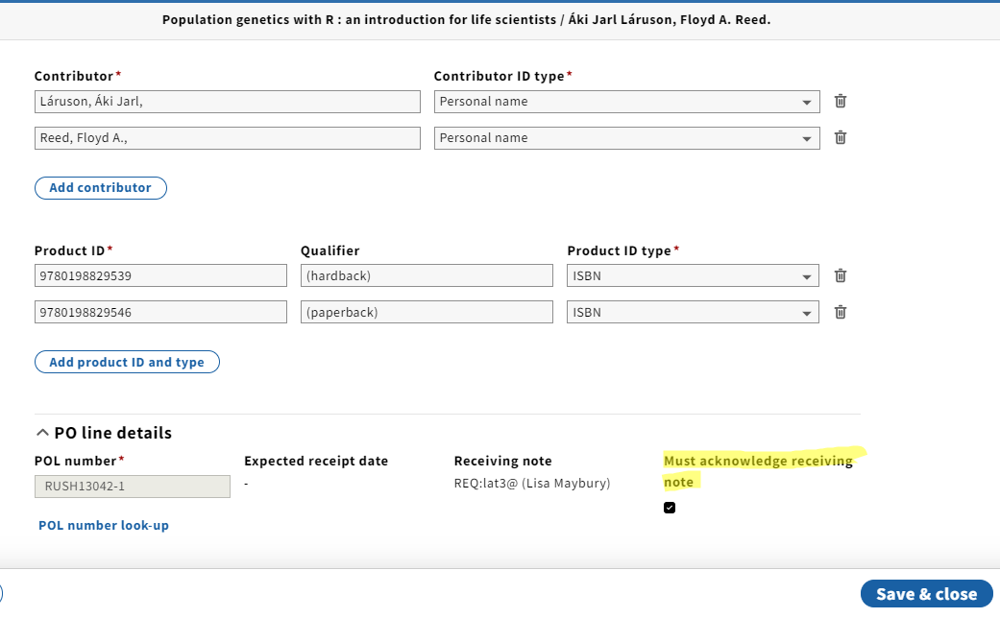 Population genetics with R : an introduction for life scientists / Áki Jarl Láruson, Floyd A. Reed.
Contributor* Contributor ID type*
Láruson, Áki Jarl, Personal name
Reed, Floyd A., Personal name
Add contributor
Product ID* Qualifier Product ID type*
9780198829539 (hardback) ISBN
9780198829546 (paperback) ISBN
Add product ID and type
PO line details
POL number* Expected receipt date Receiving note Must acknowledge receiving
note
RUSH13042-1 - REQ:lat3@ (Lisa Maybury)
POL number look-up
Save & close